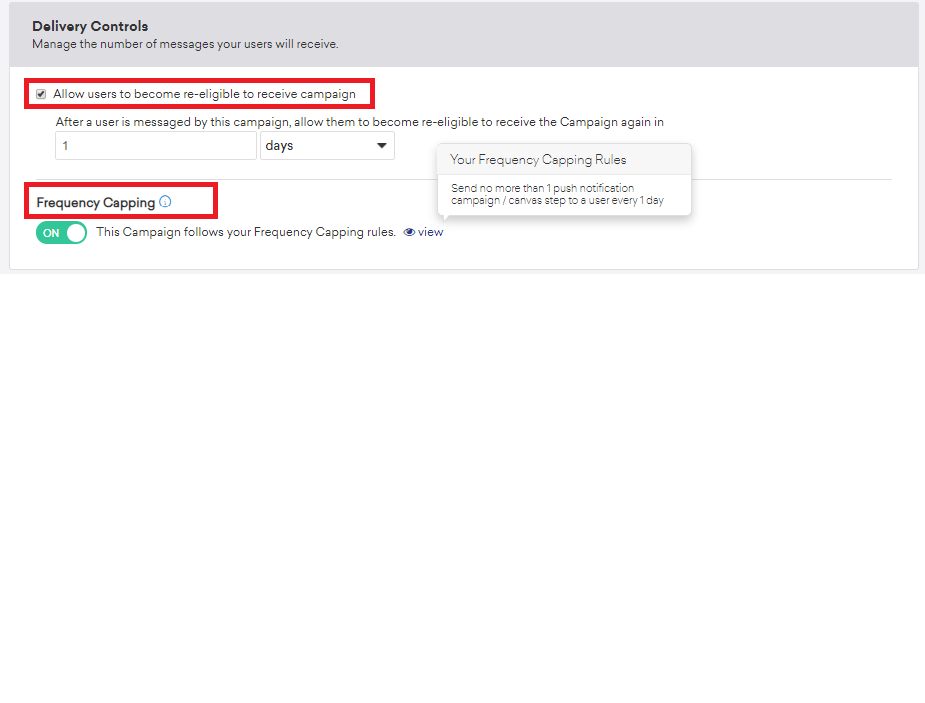 Delivery Controls
Manage the number of messages your users will receive.
Allow users to become re-eligible to receive campaign
After a user is messaged by this campaign, allow them to become re-eligible to receive the Campaign again in
1 days
Your Frequency Capping Rules
Send no more than 1 push notification
campaign / canvas step to a user every 1 day
Frequency Capping
ON This Campaign follows your Frequency Capping rules. view